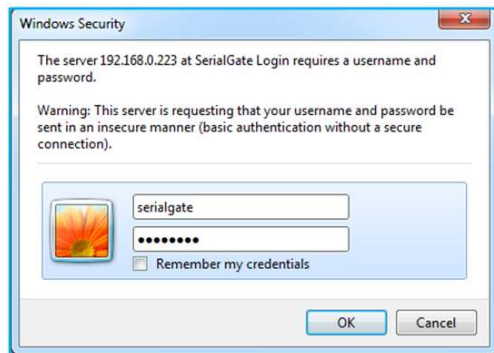 Windows Security
The server 192.168.0.223 at SerialGate Login requires a username and
password.
Warning: This server is requesting that your username and password be
sent in an insecure manner (basic authentication without a secure
connection).
serialgate
●●●●●●●●
Remember my credentials
OK Cancel